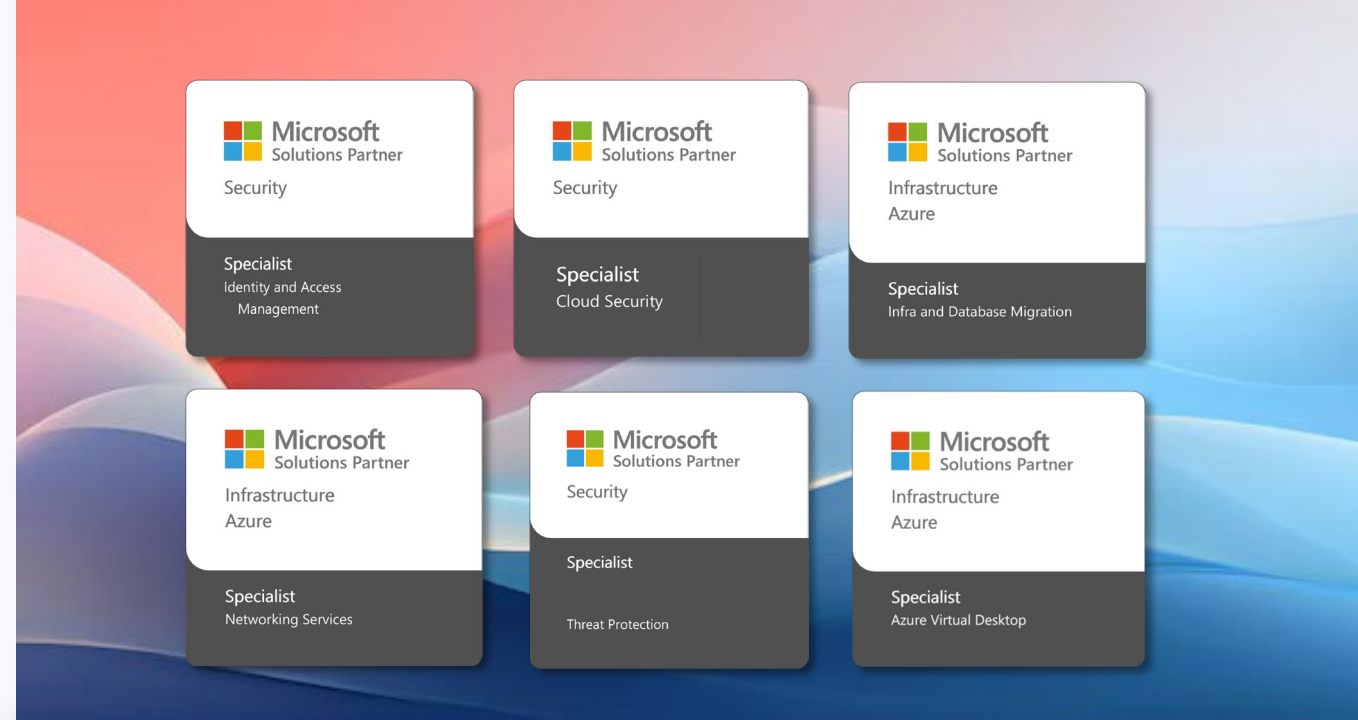 Microsoft
Solutions Partner
Security
Specialist
Identity and Access
Management
Microsoft
Solutions Partner
Security
Specialist
Cloud Security
Microsoft
Solutions Partner
Infrastructure
Azure
Specialist
Infra and Database Migration
Microsoft
Solutions Partner
Infrastructure
Azure
Specialist
Networking Services
Microsoft
Solutions Partner
Security
Specialist
Threat Protection
Microsoft
Solutions Partner
Infrastructure
Azure
Specialist
Azure Virtual Desktop